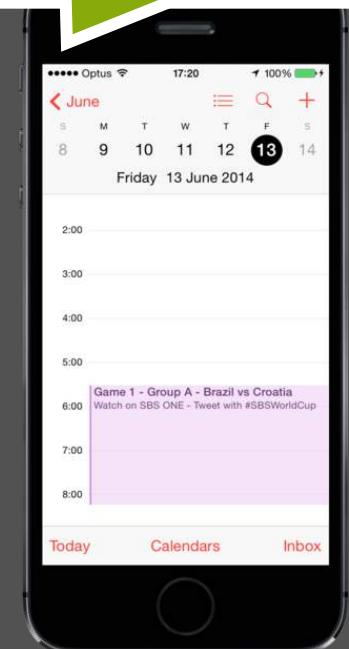 Optus 17:20 100%
June
S M T W T F S
8 9 10 11 12 13 14
Friday 13 June 2014
2:00
3:00
4:00
5:00
Game 1 - Group A - Brazil vs Croatia
6:00 Watch on SBS ONE - Tweet with #SBSWorldCup
7:00
8:00
Today Calendars Inbox